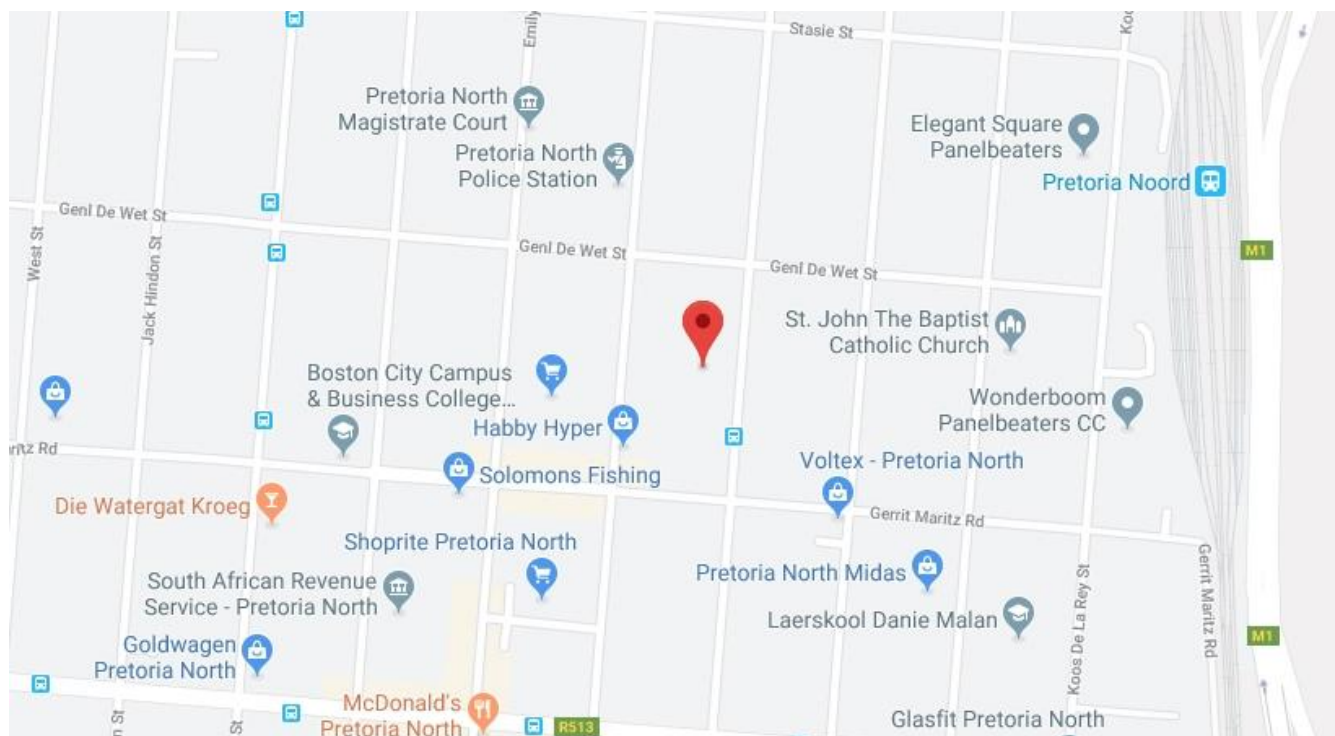 Stasie St
Emily
Koo
Pretoria North
Magistrate Court
Elegant Square
Panelbeaters
Pretoria North
Police Station
Pretoria Noord
Genl De Wet St
West St
Jack Hindon St
Genl De Wet St
M1
Genl De Wet St
St. John The Baptist
Catholic Church
Boston City Campus
& Business College...
Wonderboom
Panelbeaters CC
Habby Hyper
ritz Rd
Voltex - Pretoria North
Solomons Fishing
Die Watergat Kroeg
Gerrit Maritz Rd
Shoprite Pretoria North
Pretoria North Midas
South African Revenue
Service - Pretoria North
Gerrit Maritz Rd
Koos De La Rey St
Laerskool Danie Malan
Goldwagen
Pretoria North
M1
McDonald's
Pretoria North
n St
St
R513
Glasfit Pretoria North